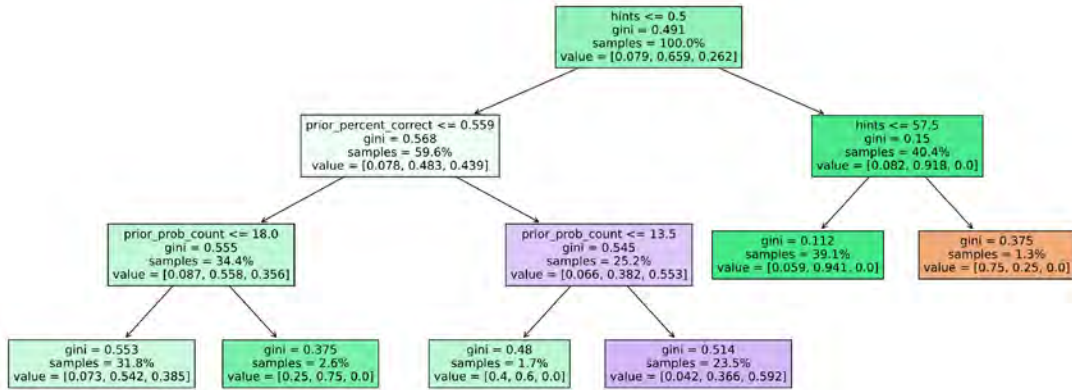 hints <= 0.5
gini = 0.491
samples = 100.0%
value = [0.079, 0.659, 0.262]
prior_percent_correct <= 0.559
gini = 0.568
samples = 59.6%
value = [0.078, 0.483, 0.439]
hints <= 57.5
gini = 0.15
samples = 40.4%
value = [0.082, 0.918, 0.0]
prior_prob_count <= 18.0
gini = 0.555
samples = 34.4%
value = [0.087, 0.558, 0.356]
prior_prob_count <= 13.5
gini = 0.545
samples = 25.2%
value = [0.066, 0.382, 0.553]
gini = 0.112
samples = 39.1%
value = [0.059, 0.941, 0.0]
gini = 0.375
samples = 1.3%
value = [0.75, 0.25, 0.0]
gini = 0.553
samples = 31.8%
value = [0.073, 0.542, 0.385]
gini = 0.375
samples = 2.6%
value = [0.25, 0.75, 0.0]
gini = 0.48
samples = 1.7%
value = [0.4, 0.6, 0.0]
gini = 0.514
samples = 23.5%
value = [0.042, 0.366, 0.592]